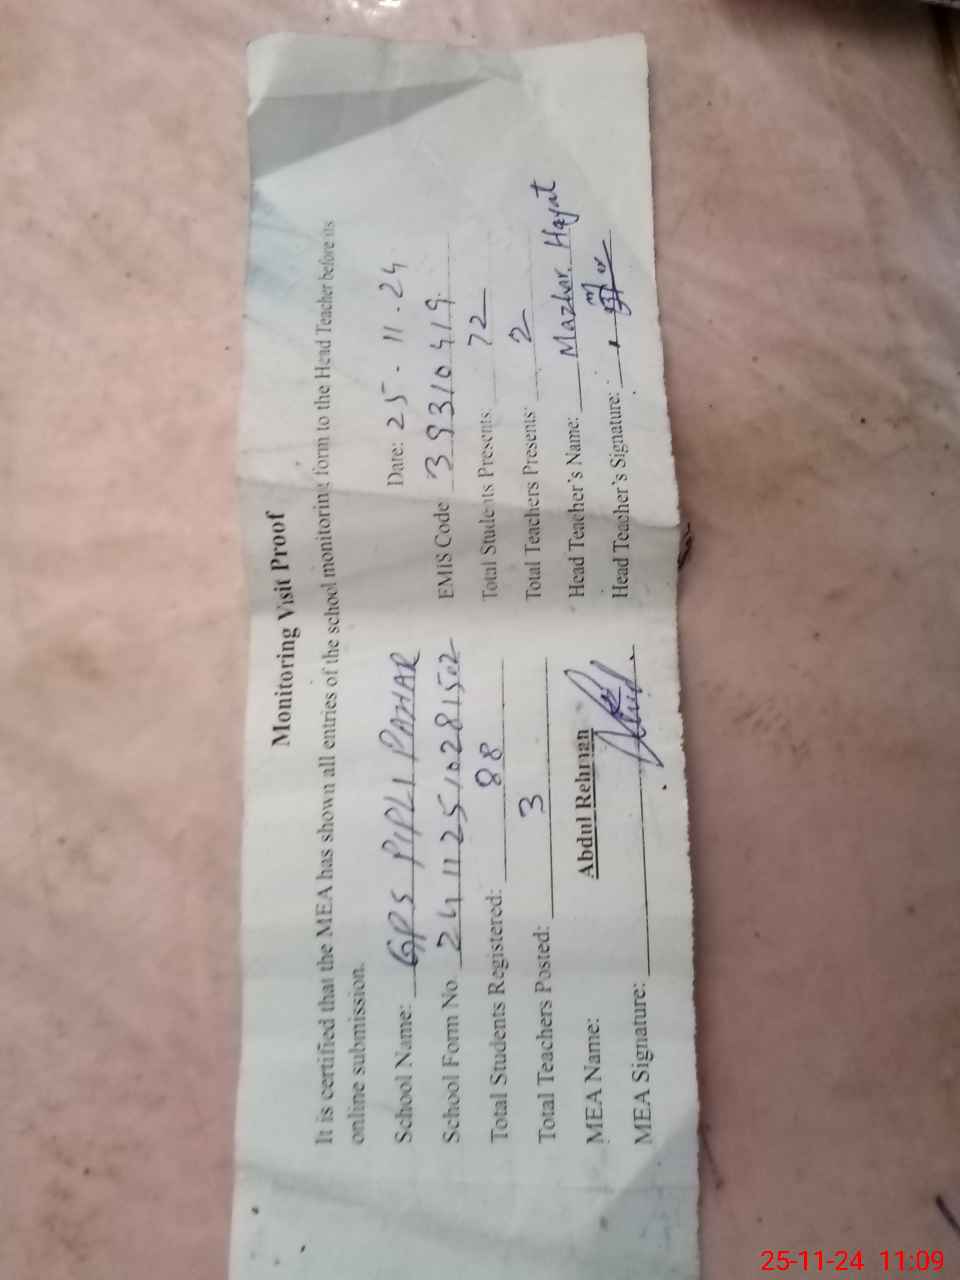 Monitoring Visit Proof
It is certified that the MEA has shown all entries of the school monitoring form to the Head Teacher before its
online submission.
School Name: GPS PIPLI PAHAR Date: 25-11-24
School Form No. 24112510281502 EMIS Code 39310419
Total Students Registered: 88 Total Students Presents: 72
Total Teachers Posted: 3 Total Teachers Presents: 2
MEA Name: Abdul Rehman Head Teacher's Name: Mazhar Hayat
MEA Signature: Head Teacher's Signature:
25-11-24 11:09